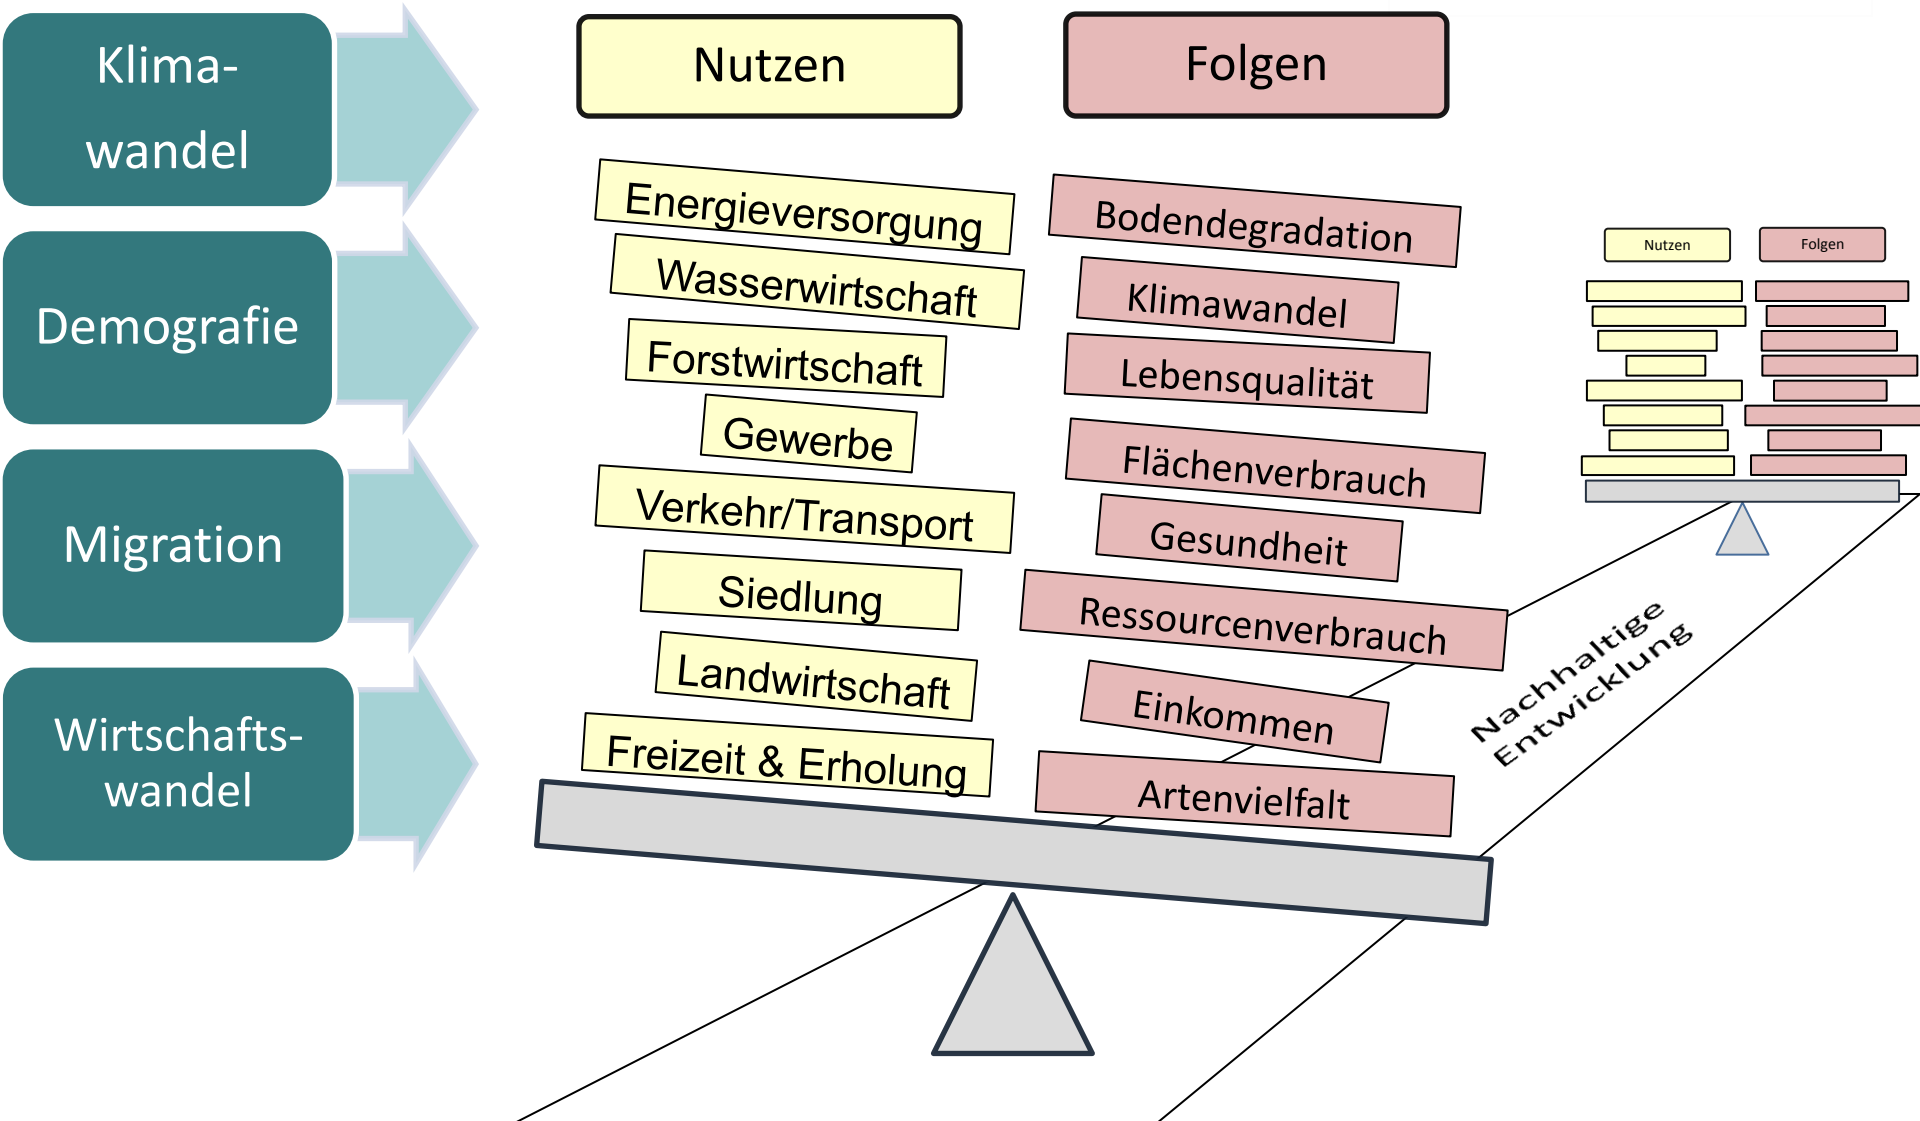 Klima-
wandel
Demografie
Migration
Wirtschafts-
wandel
Nutzen
Energieversorgung
Wasserwirtschaft
Forstwirtschaft
Gewerbe
Verkehr/Transport
Siedlung
Landwirtschaft
Freizeit & Erholung
Folgen
Bodendegradation
Klimawandel
Lebensqualität
Flächenverbrauch
Gesundheit
Ressourcenverbrauch
Einkommen
Artenvielfalt
Nachhaltige
Entwicklung
Nutzen
Folgen